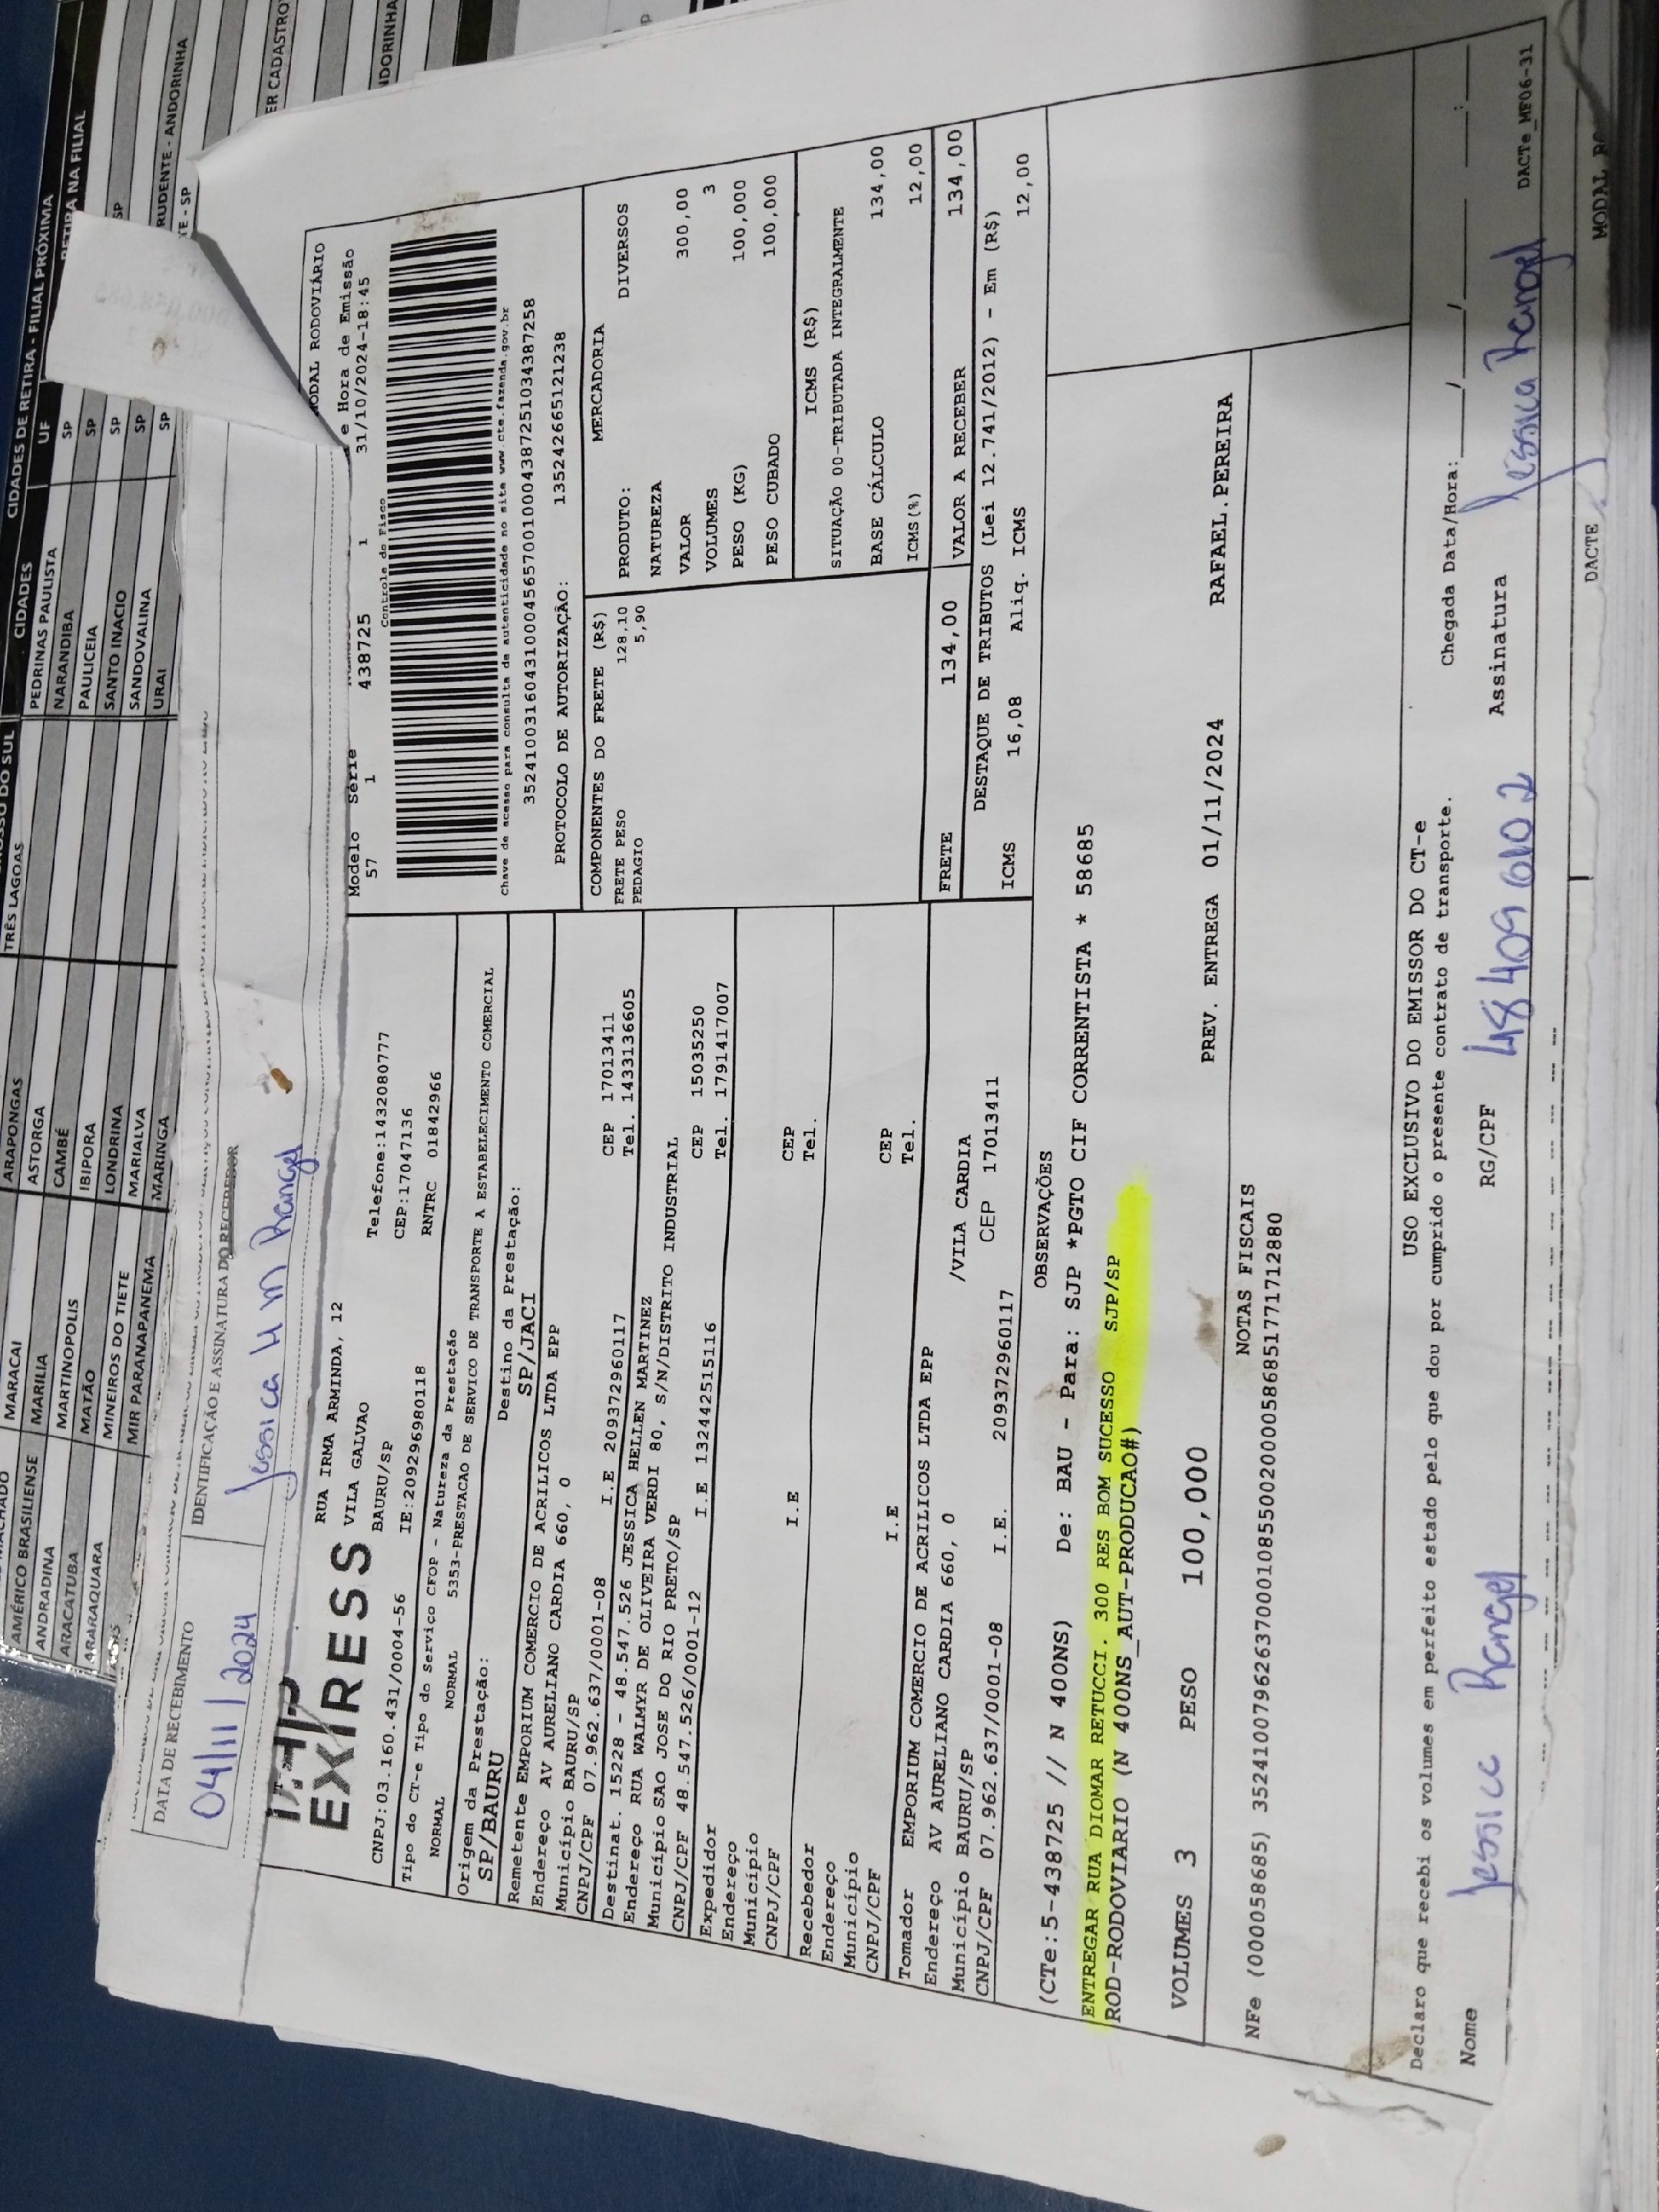 CIDADES DE RETIRA - FILIAL PRÓXIMA
RETIRA NA FILIAL
CIDADES UF
TRÊS LAGOAS
PEDRINAS PAULISTA SP
NARANDIBA SP
PAULICEIA SP
SANTO INACIO SP
SANDOVALINA SP
URAI
ARAPONGAS
ASTORGA
CAMBÉ
IBIPORA
LONDRINA
MARIALVA
MARINGA
MARACAI
MARILIA
MARTINOPOLIS
MATÃO
MINEIROS DO TIETE
MIR PARANAPANEMA
AMÉRICO BRASILIENSE
ANDRADINA
ARACATUBA
ARARAQUARA
RUDENTE - ANDORINHA
TE - SP
ER CADASTRO
NDORINHA
DATA DE RECEBIMENTO
04/11/2024
IDENTIFICAÇÃO E ASSINATURA DO RECEBEDOR
Jessica H M Rangel
EXPRESS
RUA IRMA ARMINDA, 12
VILA GALVAO Telefone:1432080777
BAURU/SP CEP:17047136
CNPJ:03.160.431/0004-56 IE:209296980118 RNTRC 01842966
MODAL RODOVIÁRIO
Modelo Série e Hora de Emissão
57 1 438725 1 31/10/2024-18:45
Controle do Fisco
Chave de acesso para consulta de autenticidade no site www.cte.fazenda.gov.br
35241003160431000456570010004387251034387258
PROTOCOLO DE AUTORIZAÇÃO: 135242665121238
Tipo do CT-e Tipo do Serviço CFOP - Natureza da Prestação
NORMAL NORMAL 5353-PRESTACAO DE SERVICO DE TRANSPORTE A ESTABELECIMENTO COMERCIAL
Origem da Prestação: Destino da Prestação:
SP/BAURU SP/JACI
Remetente EMPORIUM COMERCIO DE ACRILICOS LTDA EPP
Endereço AV AURELIANO CARDIA 660, 0
Município BAURU/SP CEP 17013411
CNPJ/CPF 07.962.637/0001-08 I.E 209372960117 Tel. 1433136605
Destinat. 15228 - 48.547.526 JESSICA HELLEN MARTINEZ
Endereço RUA WALMYR DE OLIVEIRA VERDI 80, S/N/DISTRITO INDUSTRIAL
Município SAO JOSE DO RIO PRETO/SP CEP 15035250
CNPJ/CPF 48.547.526/0001-12 I.E 132442515116 Tel. 1791417007
Expedidor
Endereço
Município CEP
CNPJ/CPF I.E Tel.
Recebedor
Endereço
Município CEP
CNPJ/CPF I.E Tel.
Tomador EMPORIUM COMERCIO DE ACRILICOS LTDA EPP
Endereço AV AURELIANO CARDIA 660, 0 /VILA CARDIA
Município BAURU/SP CEP 17013411
CNPJ/CPF 07.962.637/0001-08 I.E. 209372960117
COMPONENTES DO FRETE (R$)
FRETE PESO 128,10
PEDAGIO 5,90
MERCADORIA
PRODUTO: DIVERSOS
NATUREZA
VALOR 300,00
VOLUMES 3
PESO (KG) 100,000
PESO CUBADO 100,000
ICMS (R$)
SITUAÇÃO 00-TRIBUTADA INTEGRALMENTE
BASE CÁLCULO 134,00
ICMS(%) 12,00
FRETE 134,00 VALOR A RECEBER 134,00
DESTAQUE DE TRIBUTOS (Lei 12.741/2012) - Em (R$)
ICMS 16,08 Aliq. ICMS 12,00
OBSERVAÇÕES
(CTe:5-438725 // N 400NS) De: BAU - Para: SJP *PGTO CIF CORRENTISTA * 58685
ENTREGAR RUA DIOMAR RETUCCI. 300 RES BOM SUCESSO SJP/SP
ROD-RODOVIARIO (N 400NS_AUT-PRODUCAO#)
VOLUMES 3 PESO 100,000 PREV. ENTREGA 01/11/2024 RAFAEL.PEREIRA
NOTAS FISCAIS
NFe (00058685) 35241007962637000108550020000586851771712880
USO EXCLUSIVO DO EMISSOR DO CT-e
Declaro que recebi os volumes em perfeito estado pelo que dou por cumprido o presente contrato de transporte.
Chegada Data/Hora: / / :
Nome Jessica Rangel RG/CPF 484096102 Assinatura Jessica Rangel
DACTe_MF06-31
DACTE